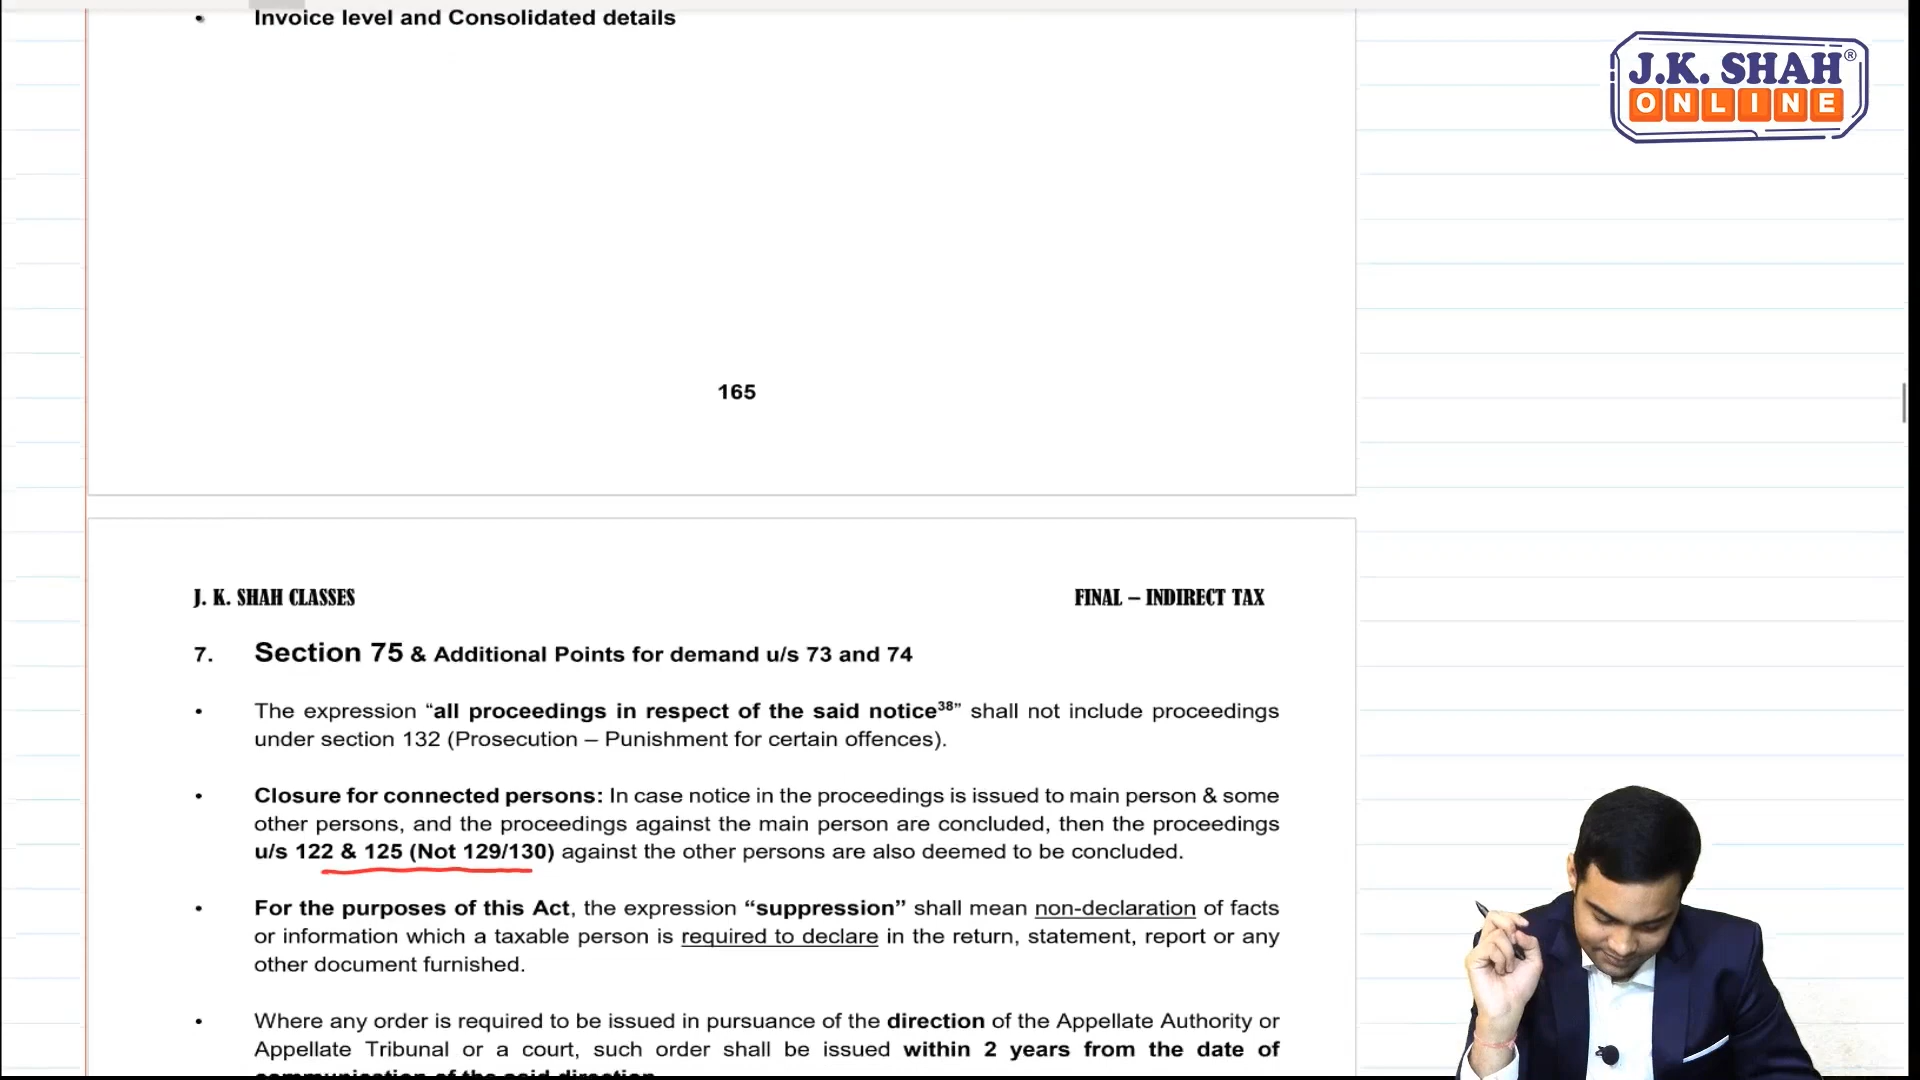 • Invoice level and Consolidated details
J.K. SHAH®
ONLINE
165
J. K. SHAH CLASSES FINAL – INDIRECT TAX
7. Section 75 & Additional Points for demand u/s 73 and 74
• The expression “all proceedings in respect of the said notice³⁸” shall not include proceedings
under section 132 (Prosecution – Punishment for certain offences).
• Closure for connected persons: In case notice in the proceedings is issued to main person & some
other persons, and the proceedings against the main person are concluded, then the proceedings
u/s 122 & 125 (Not 129/130) against the other persons are also deemed to be concluded.
• For the purposes of this Act, the expression “suppression” shall mean non-declaration of facts
or information which a taxable person is required to declare in the return, statement, report or any
other document furnished.
• Where any order is required to be issued in pursuance of the direction of the Appellate Authority or
Appellate Tribunal or a court, such order shall be issued within 2 years from the date of
communication of the said direction